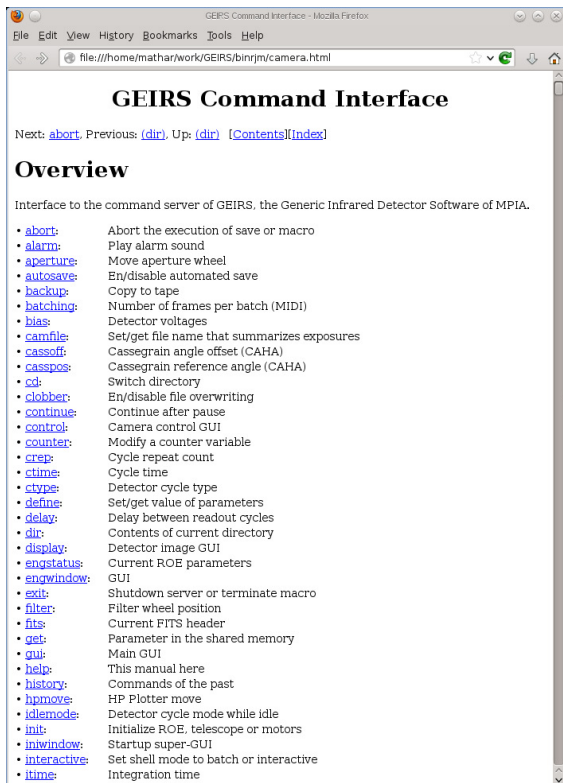 GEIRS Command Interface - Mozilla Firefox
File Edit View History Bookmarks Tools Help
file:///home/mathar/work/GEIRS/binrjm/camera.html
GEIRS Command Interface
Next: abort, Previous: (dir), Up: (dir) [Contents][Index]
Overview
Interface to the command server of GEIRS, the Generic Infrared Detector Software of MPIA.
• abort: Abort the execution of save or macro
• alarm: Play alarm sound
• aperture: Move aperture wheel
• autosave: En/disable automated save
• backup: Copy to tape
• batching: Number of frames per batch (MIDI)
• bias: Detector voltages
• camfile: Set/get file name that summarizes exposures
• cassoff: Cassegrain angle offset (CAHA)
• casspos: Cassegrain reference angle (CAHA)
• cd: Switch directory
• clobber: En/disable file overwriting
• continue: Continue after pause
• control: Camera control GUI
• counter: Modify a counter variable
• crep: Cycle repeat count
• ctime: Cycle time
• ctype: Detector cycle type
• define: Set/get value of parameters
• delay: Delay between readout cycles
• dir: Contents of current directory
• display: Detector image GUI
• engstatus: Current ROE parameters
• engwindow: GUI
• exit: Shutdown server or terminate macro
• filter: Filter wheel position
• fits: Current FITS header
• get: Parameter in the shared memory
• gui: Main GUI
• help: This manual here
• history: Commands of the past
• hpmove: HP Plotter move
• idlemode: Detector cycle mode while idle
• init: Initialize ROE, telescope or motors
• iniwindow: Startup super-GUI
• interactive: Set shell mode to batch or interactive
• itime: Integration time